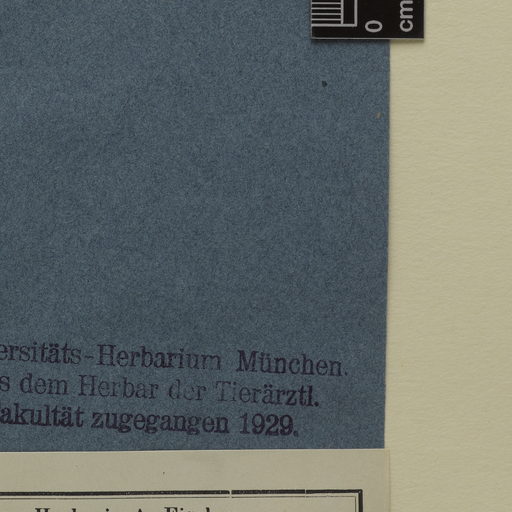 0
cm
ersitäts-Herbarium München.
s dem Herbar der Tierärztl.
akultät zugegangen 1929.